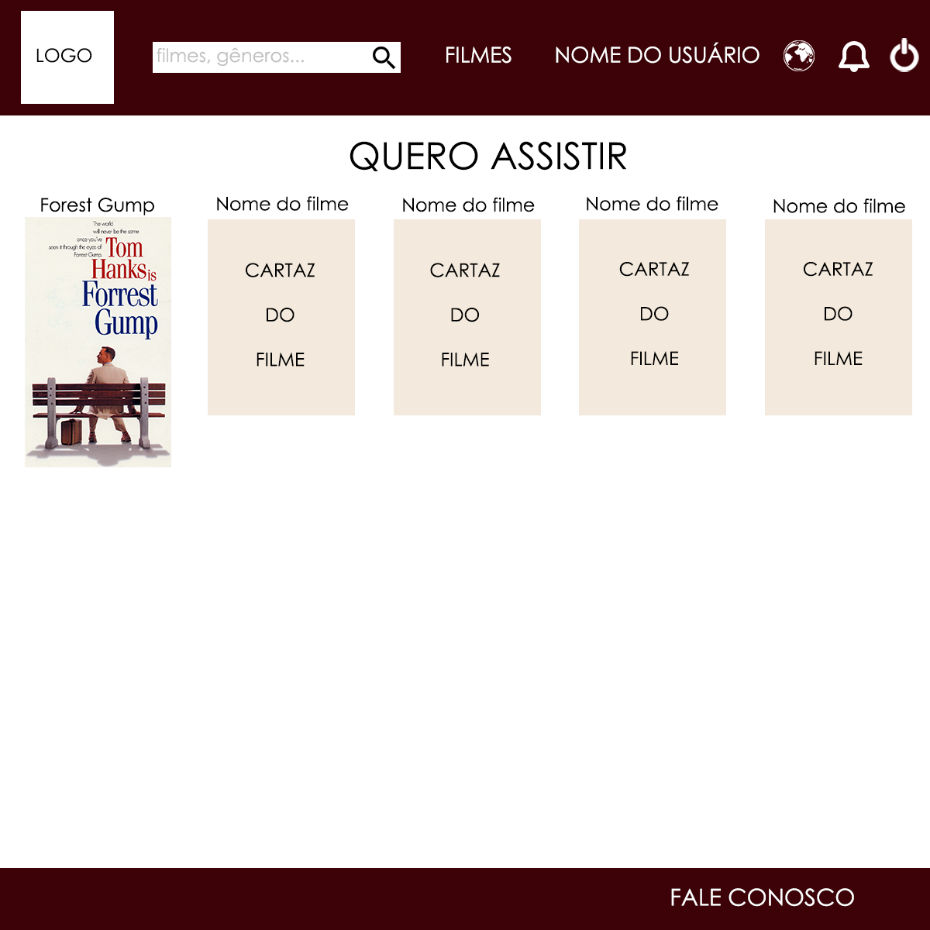 LOGO
filmes, gêneros...
FILMES
NOME DO USUÁRIO
QUERO ASSISTIR
Forest Gump
The world
will never be the same
once you've
seen it through the eyes of
Forrest Gump.
Tom
Hanks is
Forrest
Gump
Nome do filme
CARTAZ
DO
FILME
Nome do filme
CARTAZ
DO
FILME
Nome do filme
CARTAZ
DO
FILME
Nome do filme
CARTAZ
DO
FILME
FALE CONOSCO